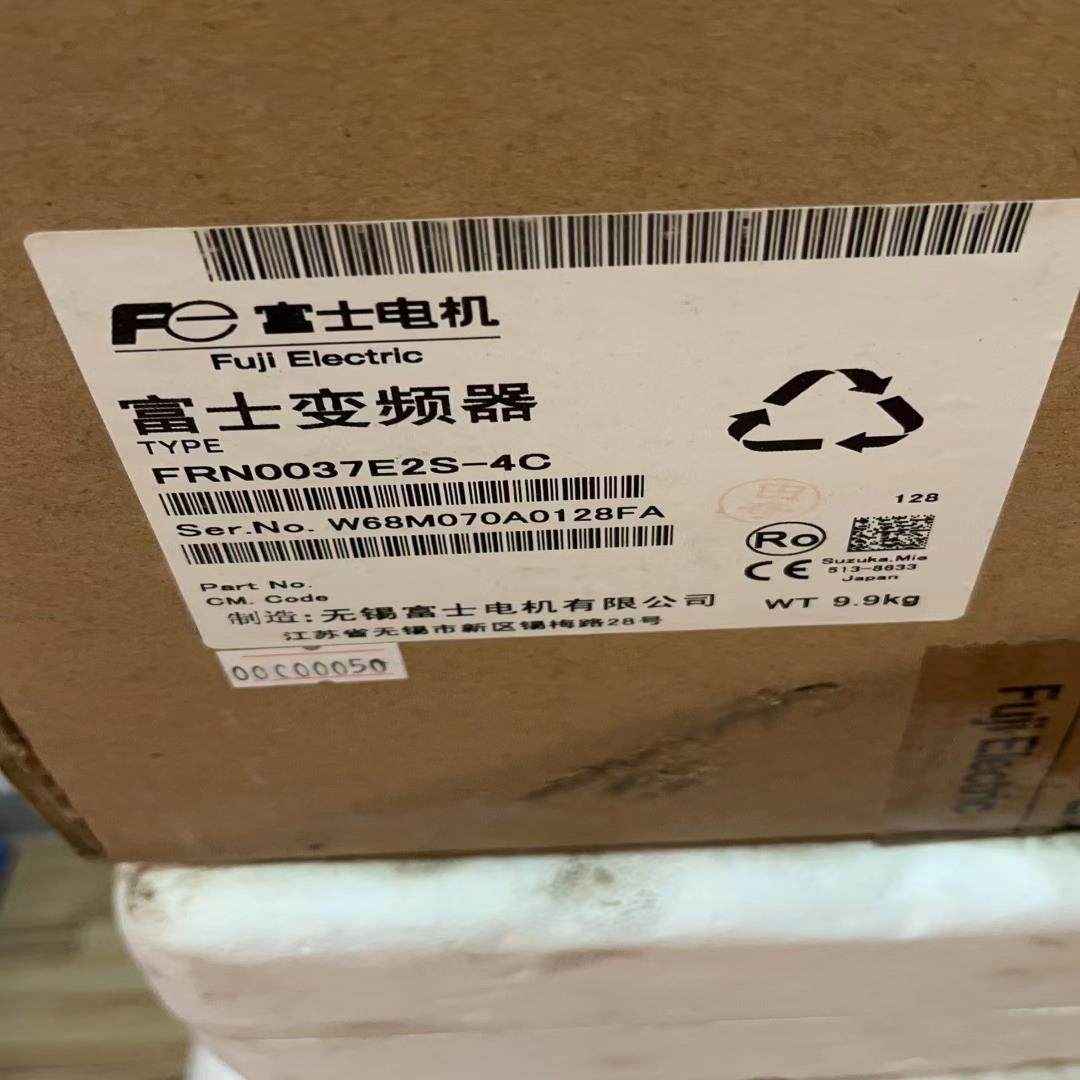 FE 富士电机
Fuji Electric
富士变频器
TYPE
FRN0037E2S-4C
Ser.No. W68M070A0128FA
128
Ro
Suzuka,Mie
CE
513-8633
Japan
Part No.
CM. Code
WT 9.9kg
制造:无锡富士电机有限公司
江苏省无锡市新区锡梅路28号
00C00050
Fuji Electric